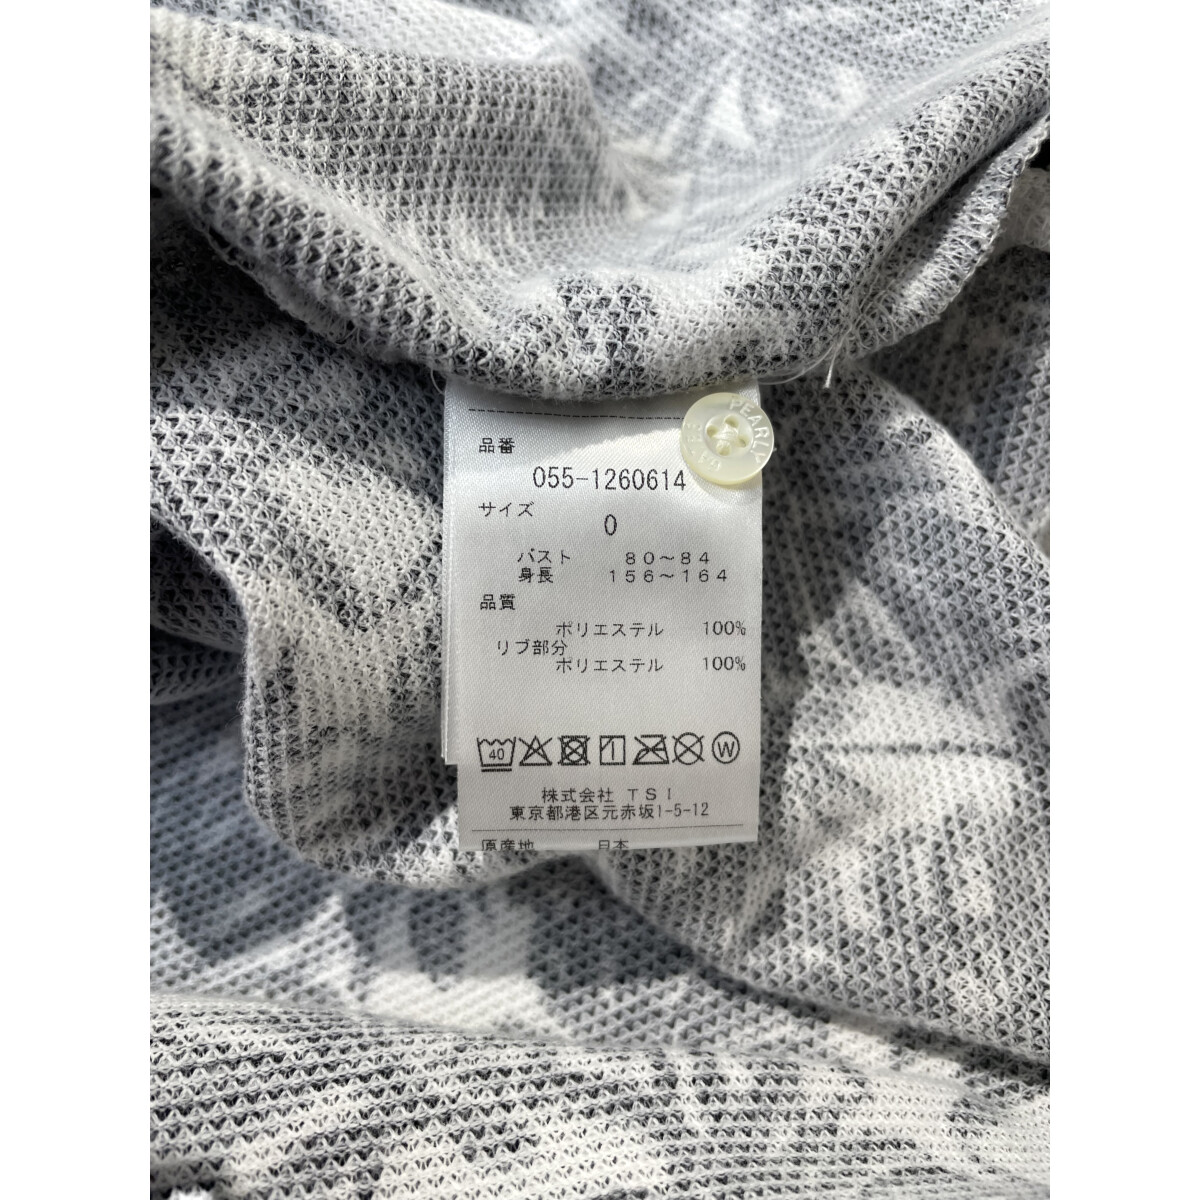 品番
055-1260614
PEARLY GATES
サイズ
0
バスト 80〜84
身長 156〜164
品質
ポリエステル 100%
リブ部分
ポリエステル 100%
40 W
株式会社 TSI
東京都港区元赤坂1-5-12
原産地 日本